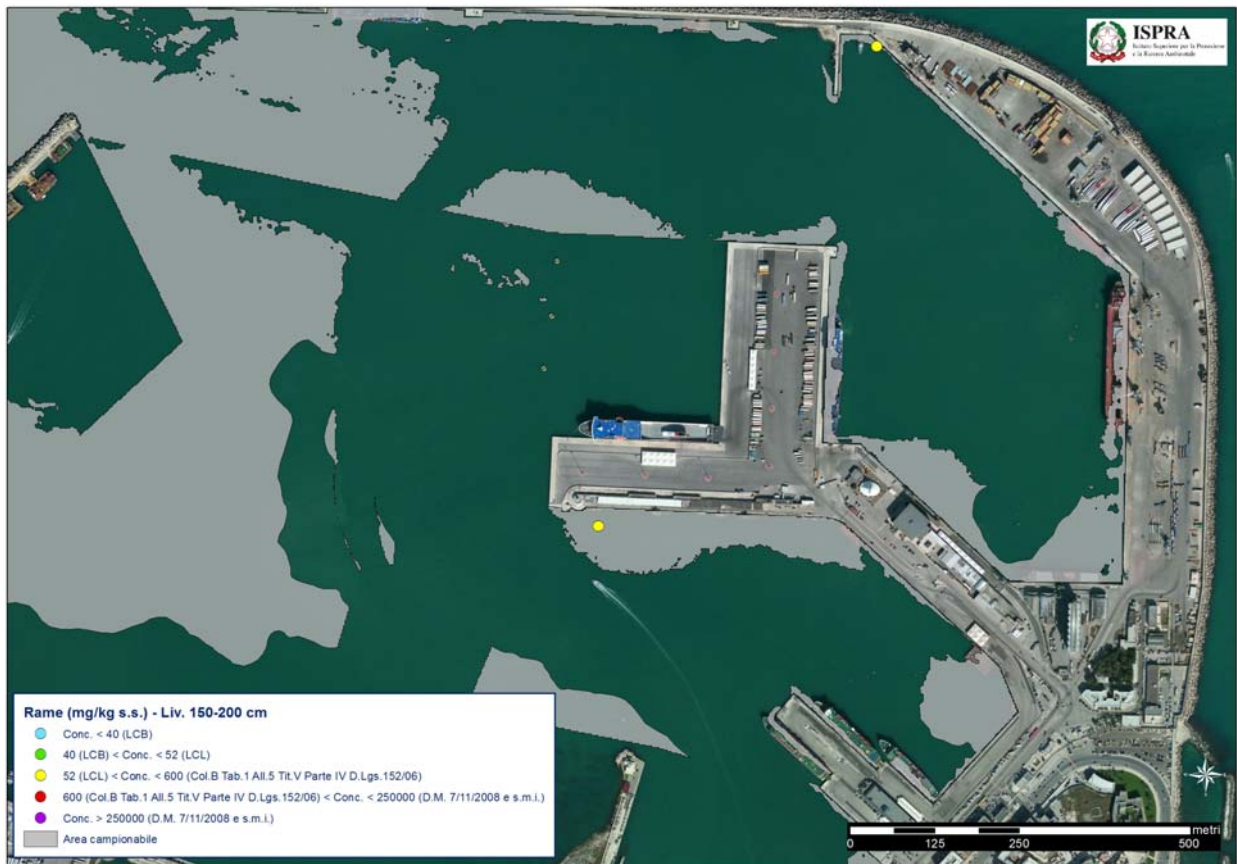 ISPRA
Istituto Superiore per la Protezione
e la Ricerca Ambientale
Rame (mg/kg s.s.) - Liv. 150-200 cm
Conc. < 40 (LCB)
40 (LCB) < Conc. < 52 (LCL)
52 (LCL) < Conc. < 600 (Col.B Tab.1 All.5 Tit.V Parte IV D.Lgs.152/06)
600 (Col.B Tab.1 All.5 Tit.V Parte IV D.Lgs.152/06) < Conc. < 250000 (D.M. 7/11/2008 e s.m.i.)
Conc. > 250000 (D.M. 7/11/2008 e s.m.i.)
Area campionabile
metri
0 125 250 500